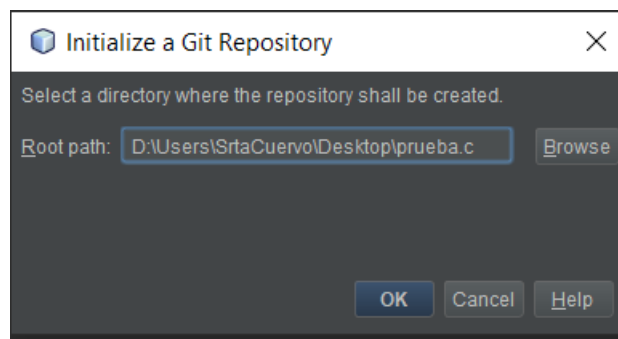 Initialize a Git Repository
Select a directory where the repository shall be created.
Root path: D:\Users\SrtaCuervo\Desktop\prueba.c Browse
OK Cancel Help